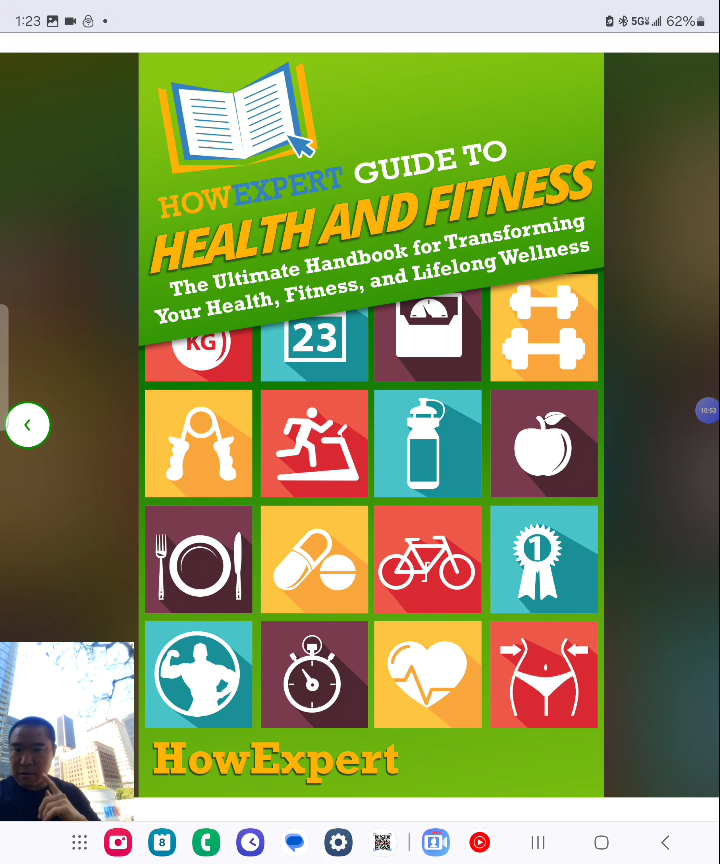 1:23
5G
62%
HOWEXPERT GUIDE TO
HEALTH AND FITNESS
The Ultimate Handbook for Transforming
Your Health, Fitness, and Lifelong Wellness
KG
23
10:53
1
HowExpert
8